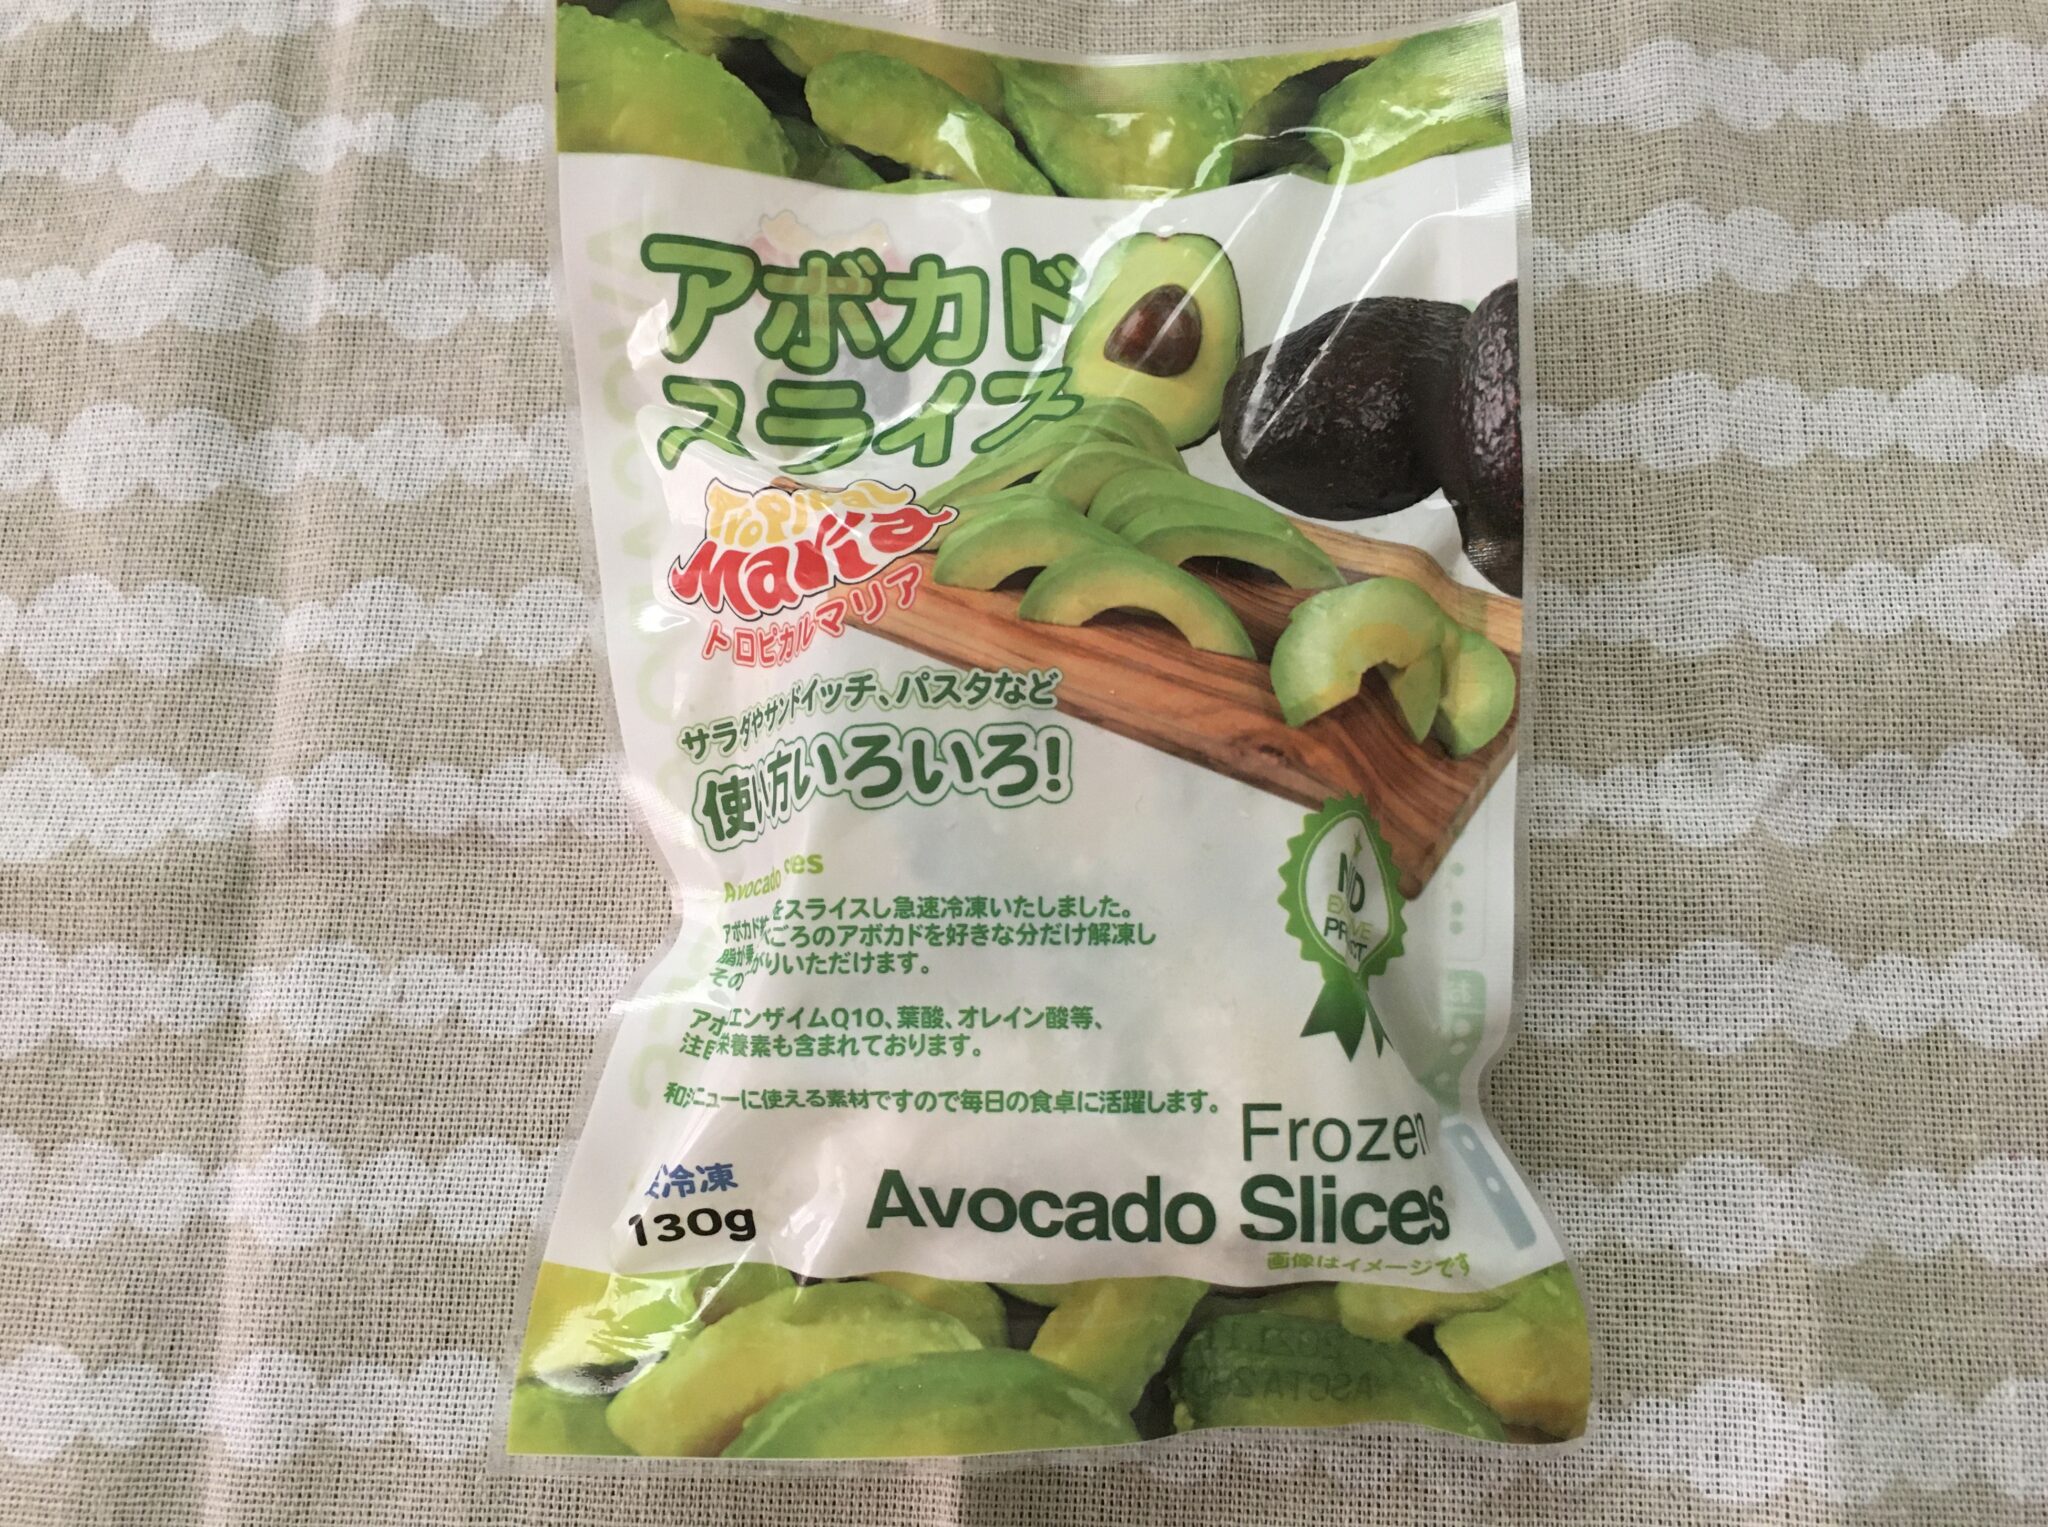 アボカド
スライス
Tropical
Maria
トロピカルマリア
サラダやサンドイッチ、パスタなど
使い方いろいろ!
Avocado
をスライスし急速冷凍いたしました。
ごろのアボカドを好きな分だけ解凍し
その りいただけます。
エンザイムQ10、葉酸、オレイン酸等、
栄養素も含まれております。
ニューに使える素材ですので毎日の食卓に活躍します。
冷凍
130g
Frozen
Avocado Slices
画像はイメージです